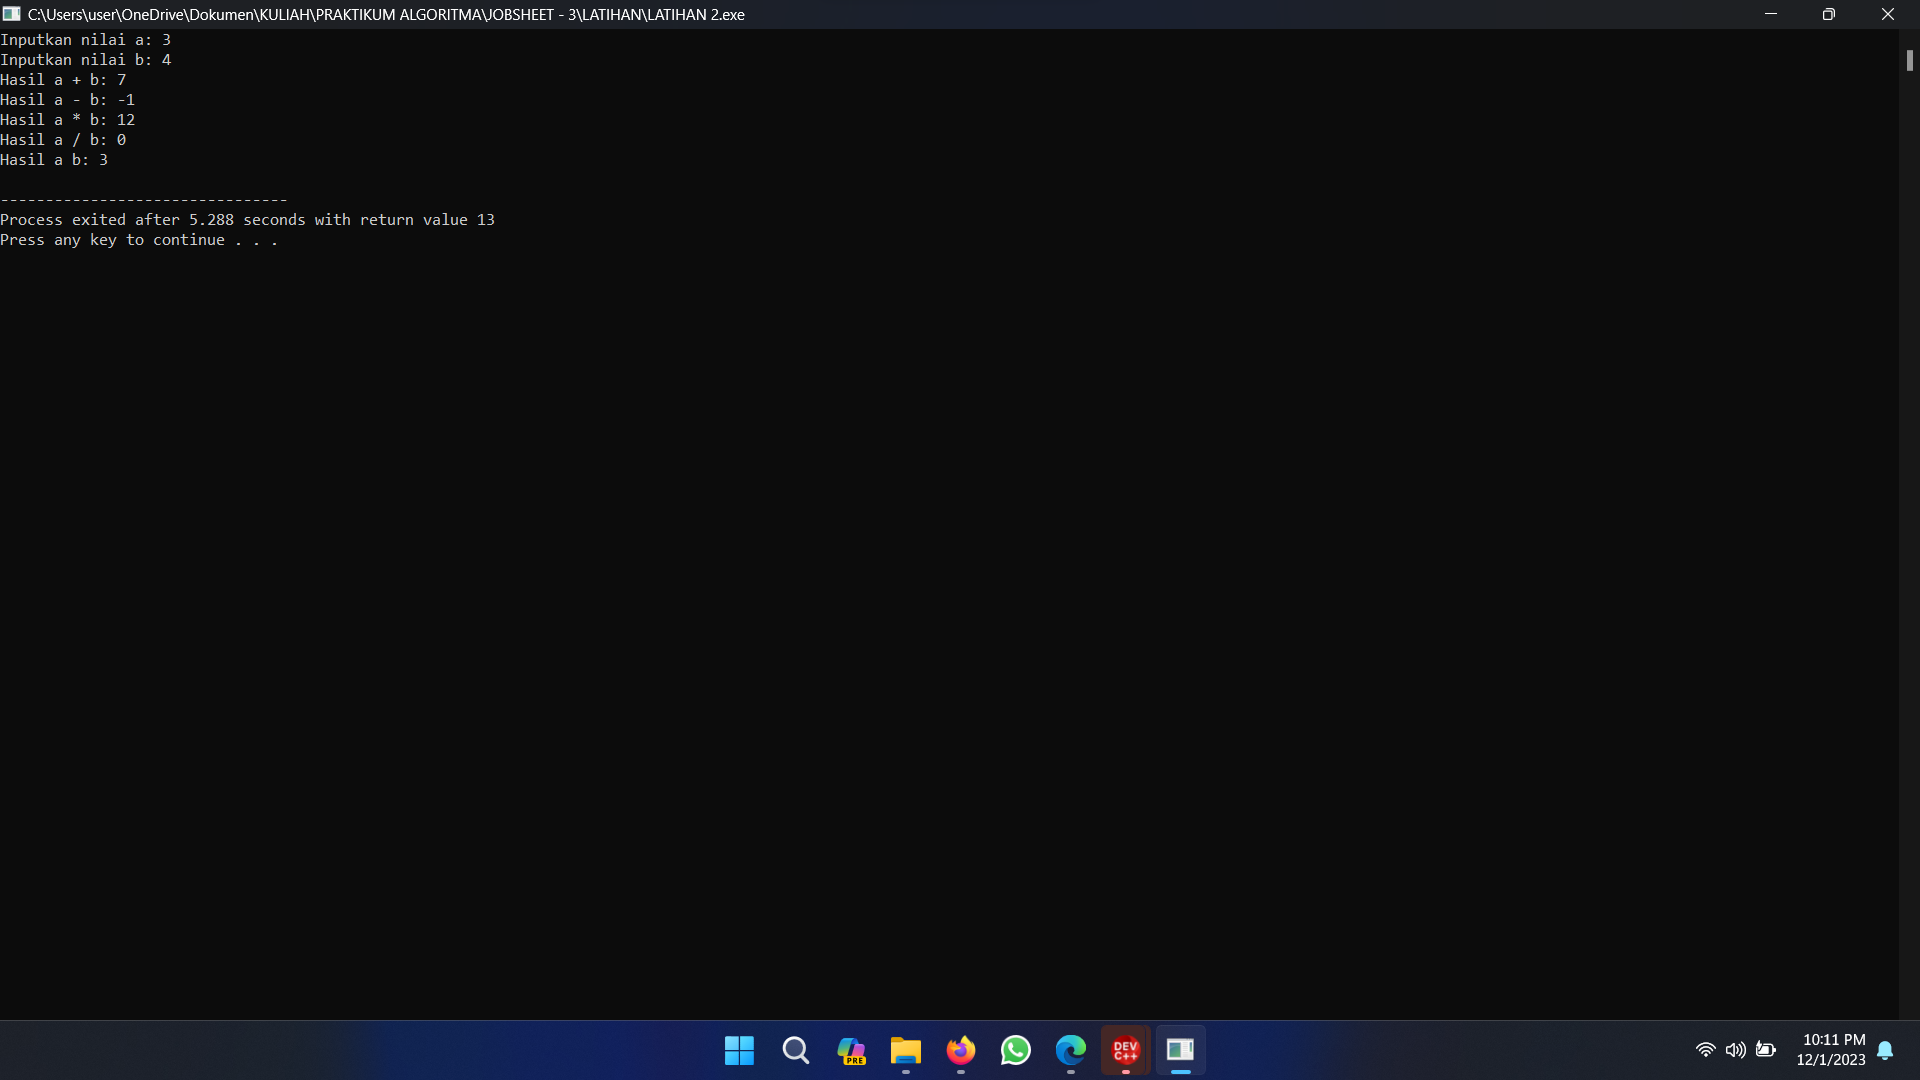 C:\Users\user\OneDrive\Dokumen\KULIAH\PRAKTIKUM ALGORITMA\JOBSHEET - 3\LATIHAN\LATIHAN 2.exe
Inputkan nilai a: 3
Inputkan nilai b: 4
Hasil a + b: 7
Hasil a - b: -1
Hasil a * b: 12
Hasil a / b: 0
Hasil a b: 3
--------------------------------
Process exited after 5.288 seconds with return value 13
Press any key to continue . . .
PRE
DEV
C++
10:11 PM
12/1/2023